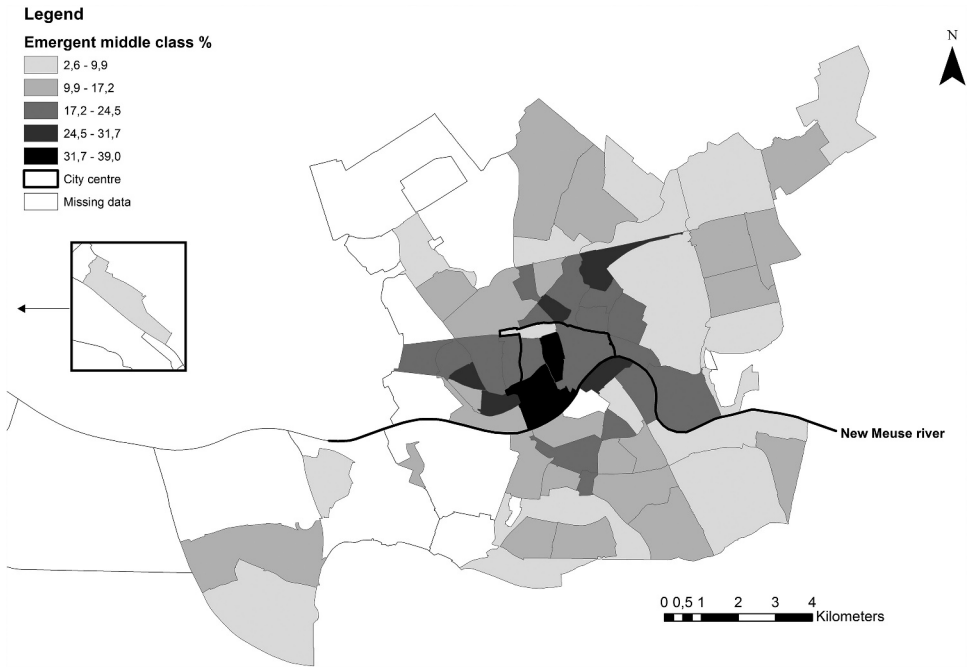 Legend
Emergent middle class %
2,6 - 9,9
9,9 - 17,2
17,2 - 24,5
24,5 - 31,7
31,7 - 39,0
City centre
Missing data
N
New Meuse river
0 0,5 1 2 3 4
Kilometers